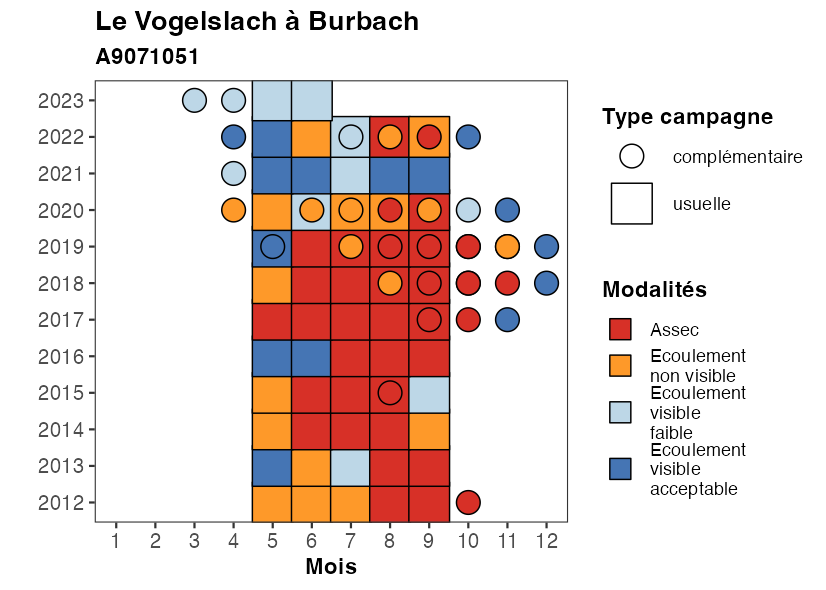 Le Vogelslach à Burbach
A9071051
2023
2022
2021
2020
2019
2018
2017
2016
2015
2014
2013
2012
1 2 3 4 5 6 7 8 9 10 11 12
Mois
Type campagne
complémentaire
usuelle
Modalités
Assec
Ecoulement
non visible
Ecoulement
visible
faible
Ecoulement
visible
acceptable